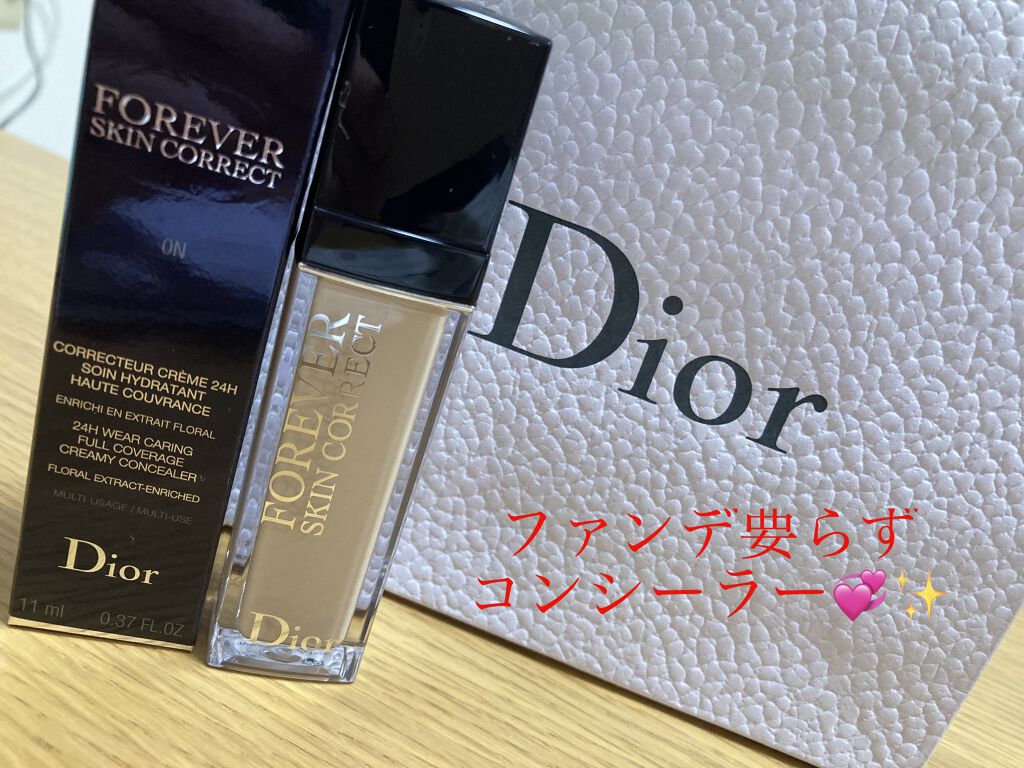 FOREVER
SKIN CORRECT
0N
CORRECTEUR CRÈME 24H
SOIN HYDRATANT
HAUTE COUVRANCE
ENRICHI EN EXTRAIT FLORAL
24H WEAR CARING
FULL COVERAGE
CREAMY CONCEALER
FLORAL EXTRACT-ENRICHED
MULTI-USAGE / MULTI-USE
Dior
11 ml 0.37 FL.OZ
FOREVER
SKIN CORRECT
Dior
Dior
ファンデ要らず
コンシーラー💞✨